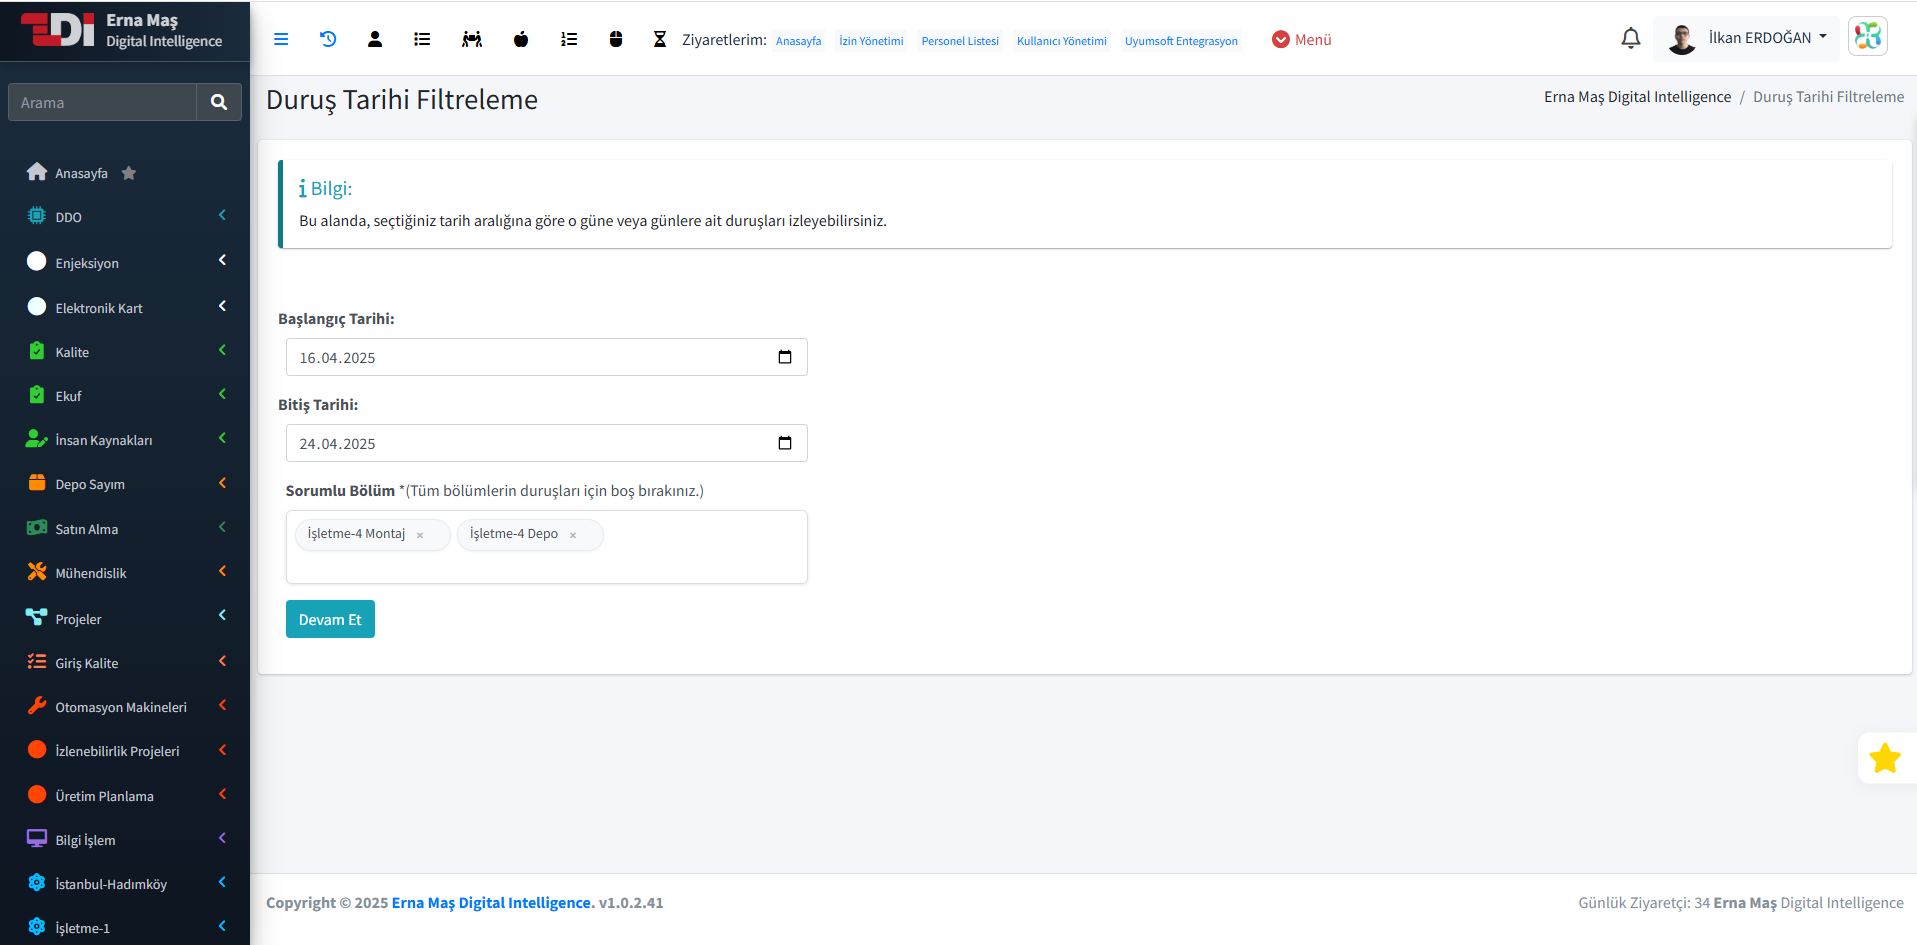 EDI Erna Maş
Digital Intelligence
Arama
Anasayfa
DDO
Enjeksiyon
Elektronik Kart
Kalite
Ekuf
İnsan Kaynakları
Depo Sayım
Satın Alma
Mühendislik
Projeler
Giriş Kalite
Otomasyon Makineleri
İzlenebilirlik Projeleri
Üretim Planlama
Bilgi İşlem
İstanbul-Hadımköy
İşletme-1
Ziyaretlerim: Anasayfa İzin Yönetimi Personel Listesi Kullanıcı Yönetimi Uyumsoft Entegrasyon Menü İlkan ERDOĞAN
Duruş Tarihi Filtreleme
Erna Maş Digital Intelligence / Duruş Tarihi Filtreleme
Bilgi:
Bu alanda, seçtiğiniz tarih aralığına göre o güne veya günlere ait duruşları izleyebilirsiniz.
Başlangıç Tarihi:
16.04.2025
Bitiş Tarihi:
24.04.2025
Sorumlu Bölüm *(Tüm bölümlerin duruşları için boş bırakınız.)
İşletme-4 Montaj × İşletme-4 Depo ×
Devam Et
Copyright © 2025 Erna Maş Digital Intelligence. v1.0.2.41
Günlük Ziyaretçi: 34 Erna Maş Digital Intelligence